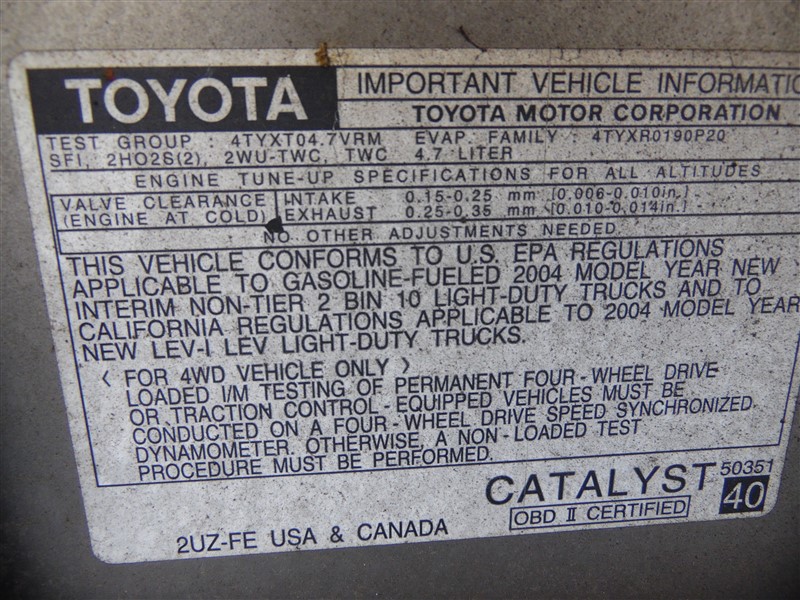 TOYOTA
IMPORTANT VEHICLE INFORMATIO
TOYOTA MOTOR CORPORATION
TEST GROUP : 4TYXT04.7VRM EVAP. FAMILY : 4TYXR0190P20
SFI, 2HO2S(2), 2WU-TWC, TWC 4.7 LITER
ENGINE TUNE-UP SPECIFICATIONS FOR ALL ALTITUDES
VALVE CLEARANCE INTAKE 0.15-0.25 mm (0.006-0.010in.)
(ENGINE AT COLD) EXHAUST 0.25-0.35 mm (0.010-0.014in.)
NO OTHER ADJUSTMENTS NEEDED.
THIS VEHICLE CONFORMS TO U.S. EPA REGULATIONS
APPLICABLE TO GASOLINE-FUELED 2004 MODEL YEAR NEW
INTERIM NON-TIER 2 BIN 10 LIGHT-DUTY TRUCKS AND TO
CALIFORNIA REGULATIONS APPLICABLE TO 2004 MODEL YEAR
NEW LEV-I LEV LIGHT-DUTY TRUCKS.
〈 FOR 4WD VEHICLE ONLY 〉
LOADED I/M TESTING OF PERMANENT FOUR-WHEEL DRIVE
OR TRACTION CONTROL-EQUIPPED VEHICLES MUST BE
CONDUCTED ON A FOUR-WHEEL DRIVE SPEED SYNCHRONIZED
DYNAMOMETER. OTHERWISE, A NON-LOADED TEST
PROCEDURE MUST BE PERFORMED.
CATALYST 50351
OBD II CERTIFIED 40
2UZ-FE USA & CANADA